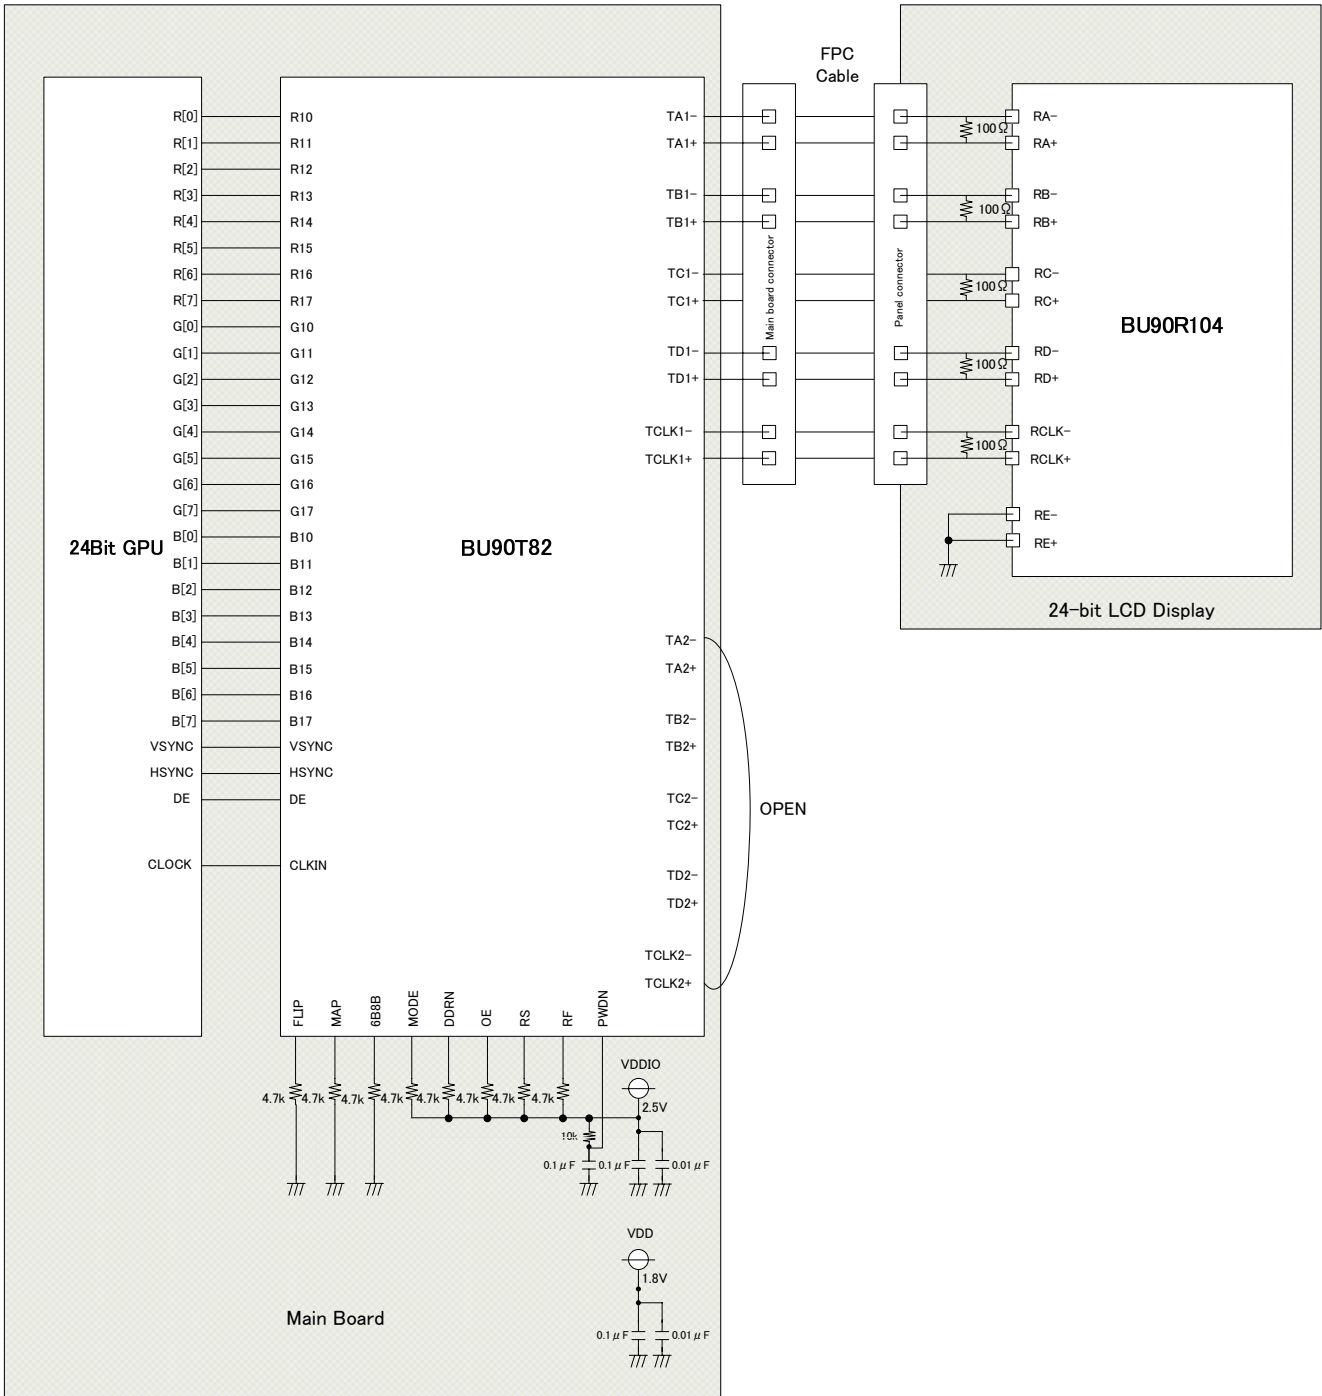 FPC
Cable
R[0]
R[1]
R[2]
R[3]
R[4]
R[5]
R[6]
R[7]
G[0]
G[1]
G[2]
G[3]
G[4]
G[5]
G[6]
G[7]
B[0]
B[1]
B[2]
B[3]
B[4]
B[5]
B[6]
B[7]
VSYNC
HSYNC
DE
CLOCK
24Bit GPU
R10
R11
R12
R13
R14
R15
R16
R17
G10
G11
G12
G13
G14
G15
G16
G17
B10
B11
B12
B13
B14
B15
B16
B17
VSYNC
HSYNC
DE
CLKIN
BU90T82
TA1-
TA1+
TB1-
TB1+
TC1-
TC1+
TD1-
TD1+
TCLK1-
TCLK1+
TA2-
TA2+
TB2-
TB2+
TC2-
TC2+
TD2-
TD2+
TCLK2-
TCLK2+
OPEN
Main board connector
Panel connector
100Ω
100Ω
100Ω
100Ω
100Ω
RA-
RA+
RB-
RB+
RC-
RC+
RD-
RD+
RCLK-
RCLK+
RE-
RE+
BU90R104
24-bit LCD Display
FLIP
MAP
6B8B
MODE
DDRN
OE
RS
RF
PWDN
4.7k
4.7k
4.7k
4.7k
4.7k
4.7k
4.7k
4.7k
VDDIO
2.5V
10k
0.1μF
0.1μF
0.01μF
VDD
1.8V
0.1μF
0.01μF
Main Board